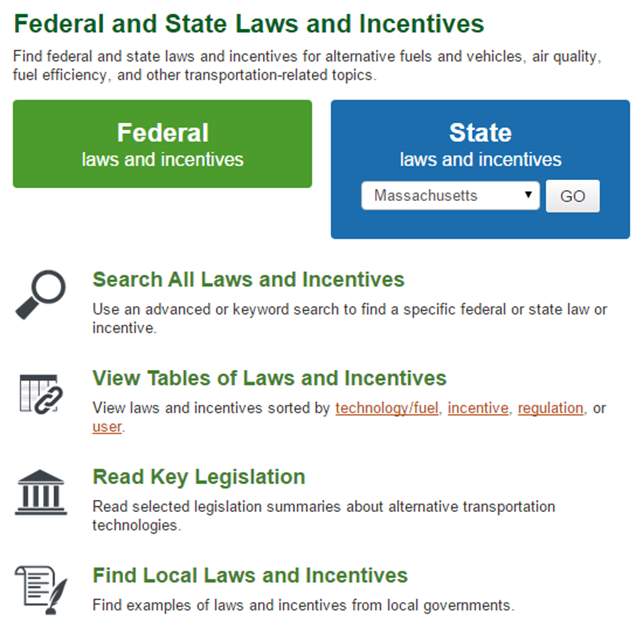 Federal and State Laws and Incentives
Find federal and state laws and incentives for alternative fuels and vehicles, air quality,
fuel efficiency, and other transportation-related topics.
Federal
laws and incentives
State
laws and incentives
Massachusetts
GO
Search All Laws and Incentives
Use an advanced or keyword search to find a specific federal or state law or
incentive.
View Tables of Laws and Incentives
View laws and incentives sorted by technology/fuel, incentive, regulation, or
user.
Read Key Legislation
Read selected legislation summaries about alternative transportation
technologies.
Find Local Laws and Incentives
Find examples of laws and incentives from local governments.